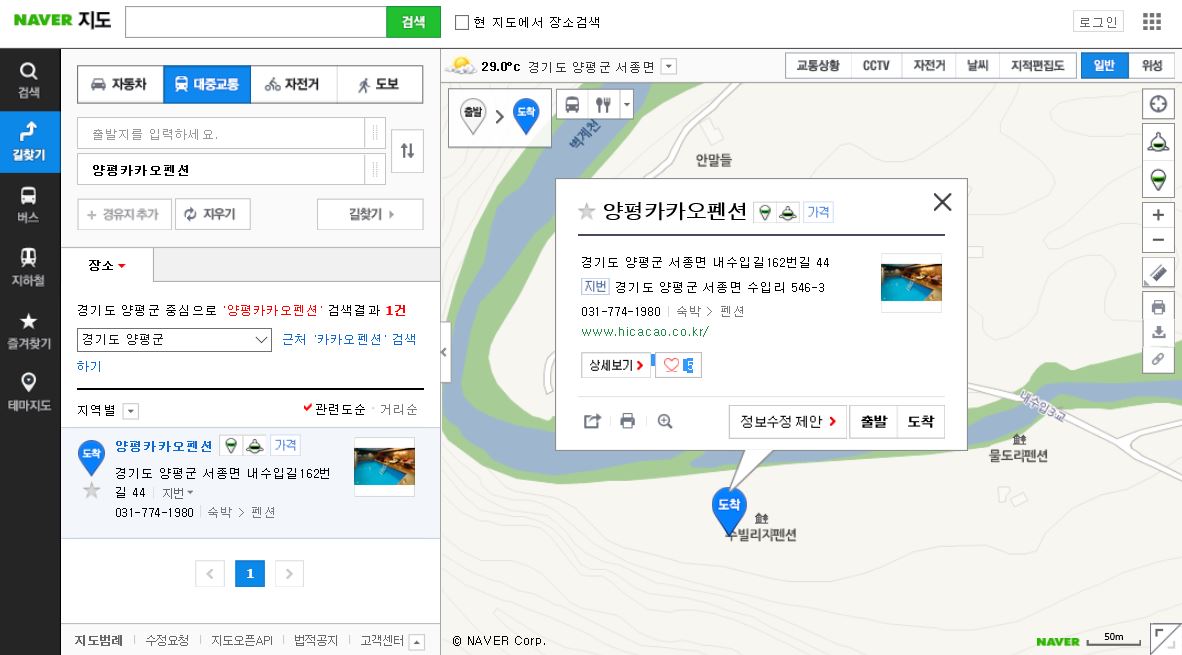 NAVER 지도
검색
현 지도에서 장소검색
로그인
검색
길찾기
버스
지하철
즐겨찾기
테마지도
자동차
대중교통
자전거
도보
출발지를 입력하세요.
양평카카오펜션
+ 경유지 추가
지우기
길찾기
장소
경기도 양평군 중심으로 '양평카카오펜션' 검색결과 1건
경기도 양평군
근처 '카카오펜션' 검색
하기
지역별
관련도순
거리순
도착
양평카카오펜션
가격
경기도 양평군 서종면 내수입길162번
길 44
지번
031-774-1980
숙박 > 펜션
1
지도범례
수정요청
지도오픈API
법적공지
고객센터
29.0°c 경기도 양평군 서종면
교통상황
CCTV
자전거
날씨
지적편집도
일반
위성
출발
도착
벽계천
안말들
양평카카오펜션
가격
경기도 양평군 서종면 내수입길162번길 44
지번 경기도 양평군 서종면 수입리 546-3
031-774-1980 숙박 > 펜션
www.hicacao.co.kr/
상세보기
5
정보수정 제안
출발
도착
내수입3교
물도리펜션
도착
수빌리지펜션
© NAVER Corp.
NAVER
50m